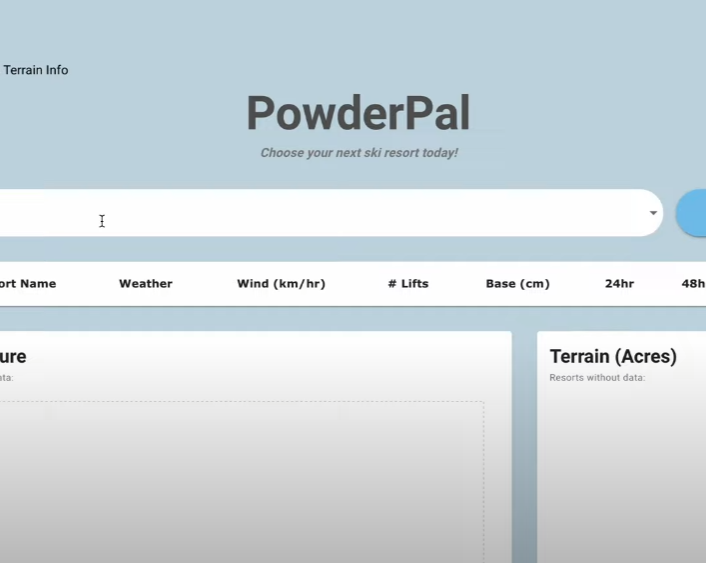 Terrain Info
PowderPal
Choose your next ski resort today!
ort Name Weather Wind (km/hr) # Lifts Base (cm) 24hr 48h
ure
ata:
Terrain (Acres)
Resorts without data: